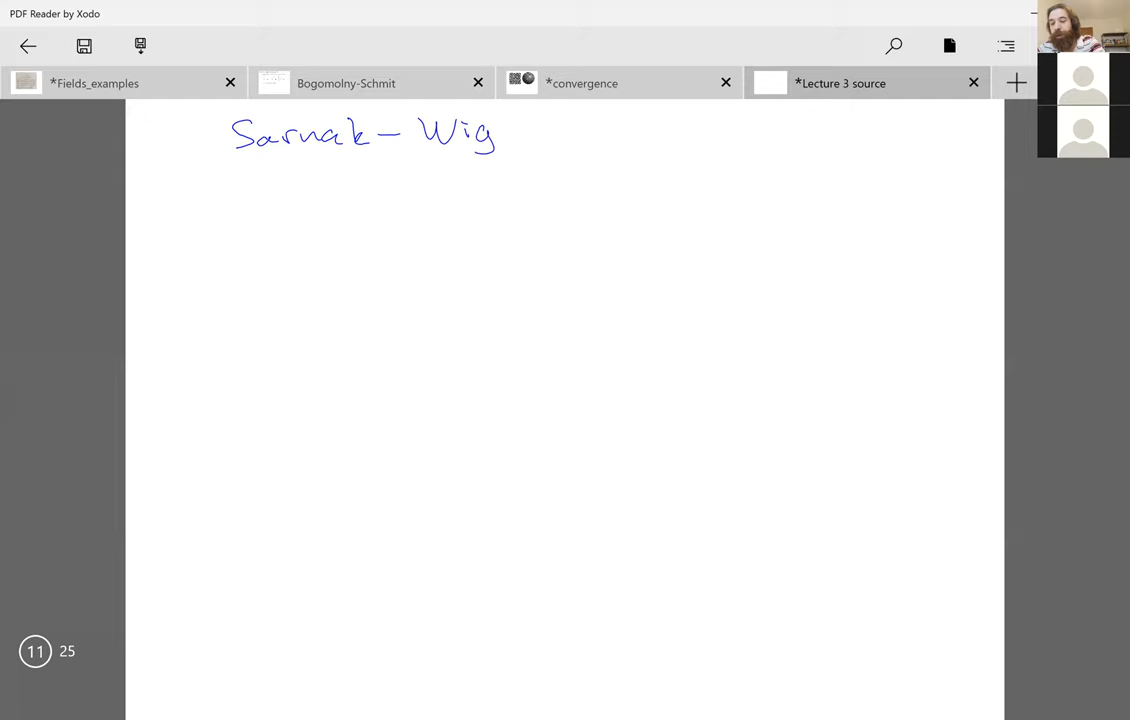 PDF Reader by Xodo
*Fields_examples
Bogomolny-Schmit
*convergence
*Lecture 3 source
Sarnak - Wig
11 25